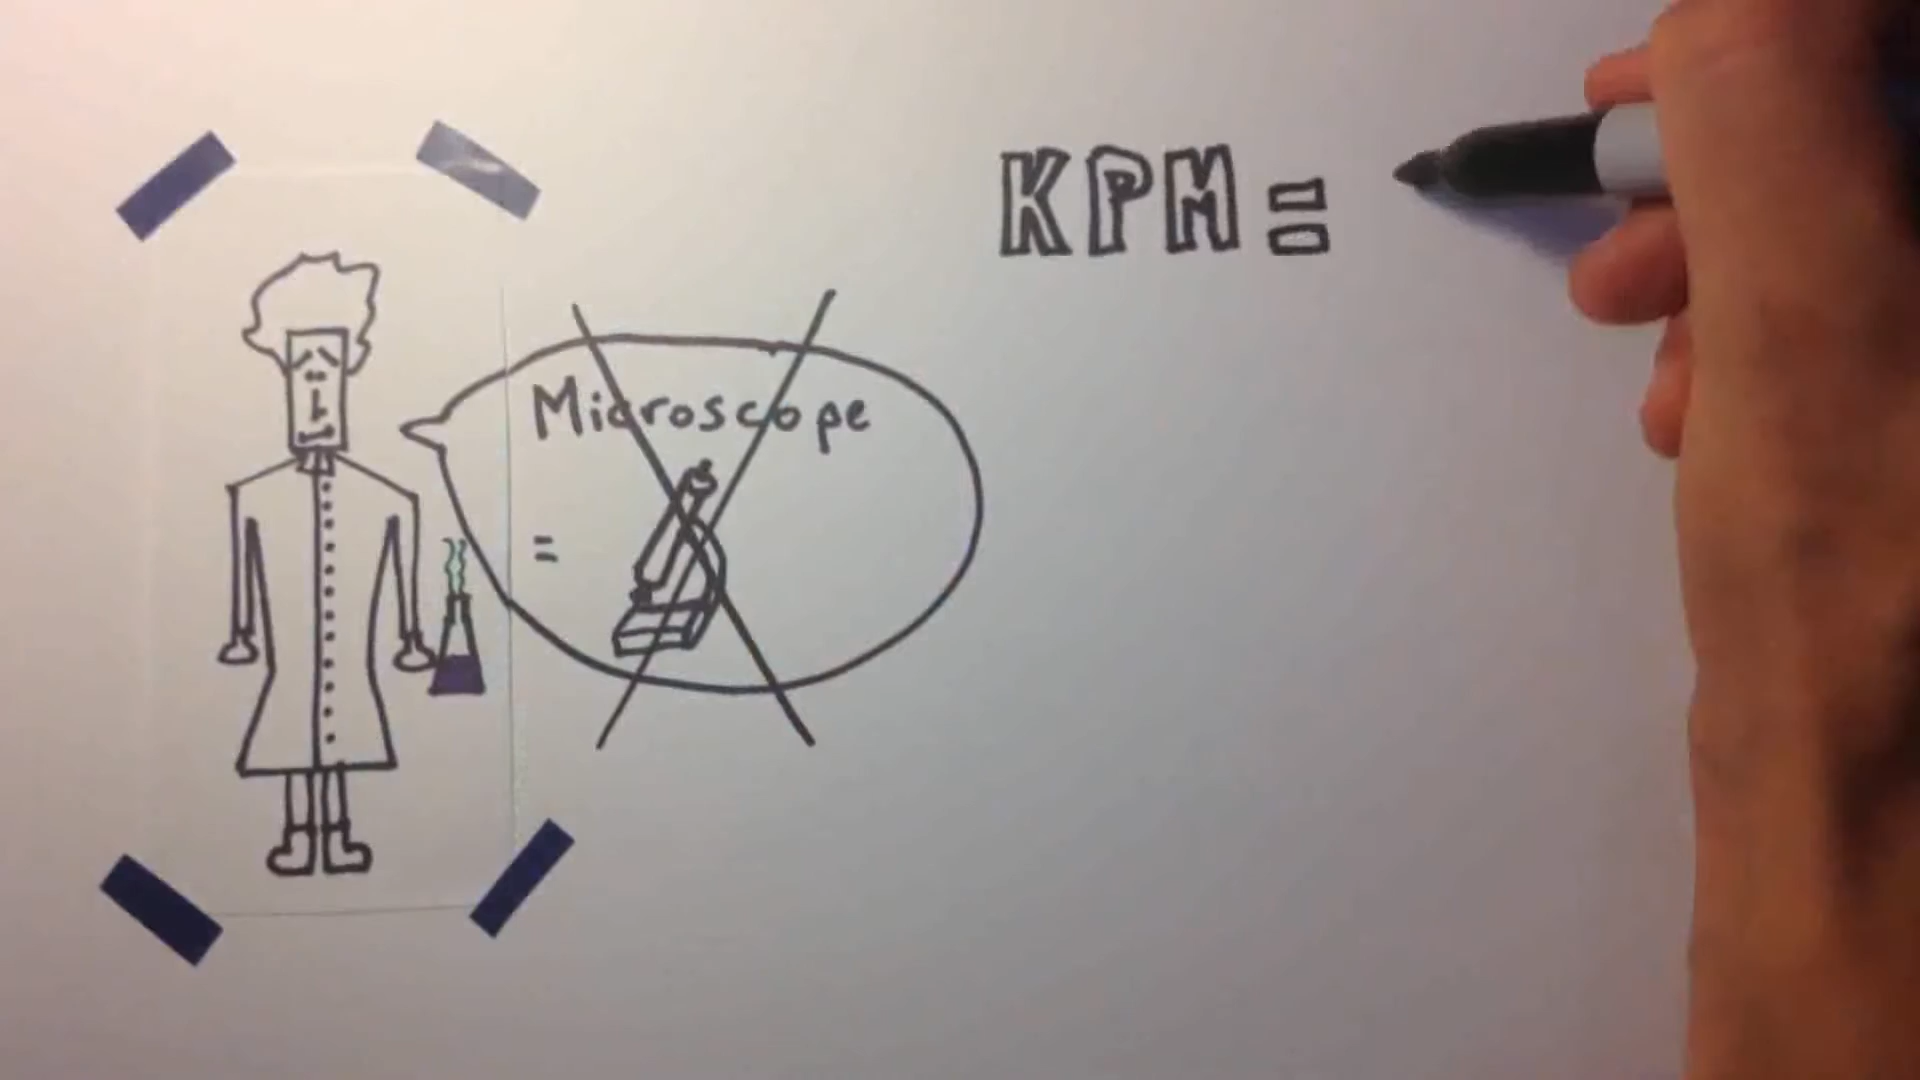 KPM =
Microscope
=